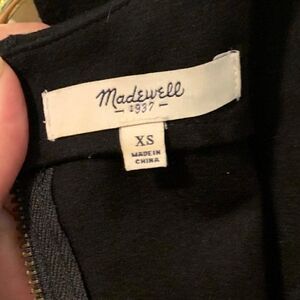 Madewell
— 1937 —
XS
MADE IN
CHINA